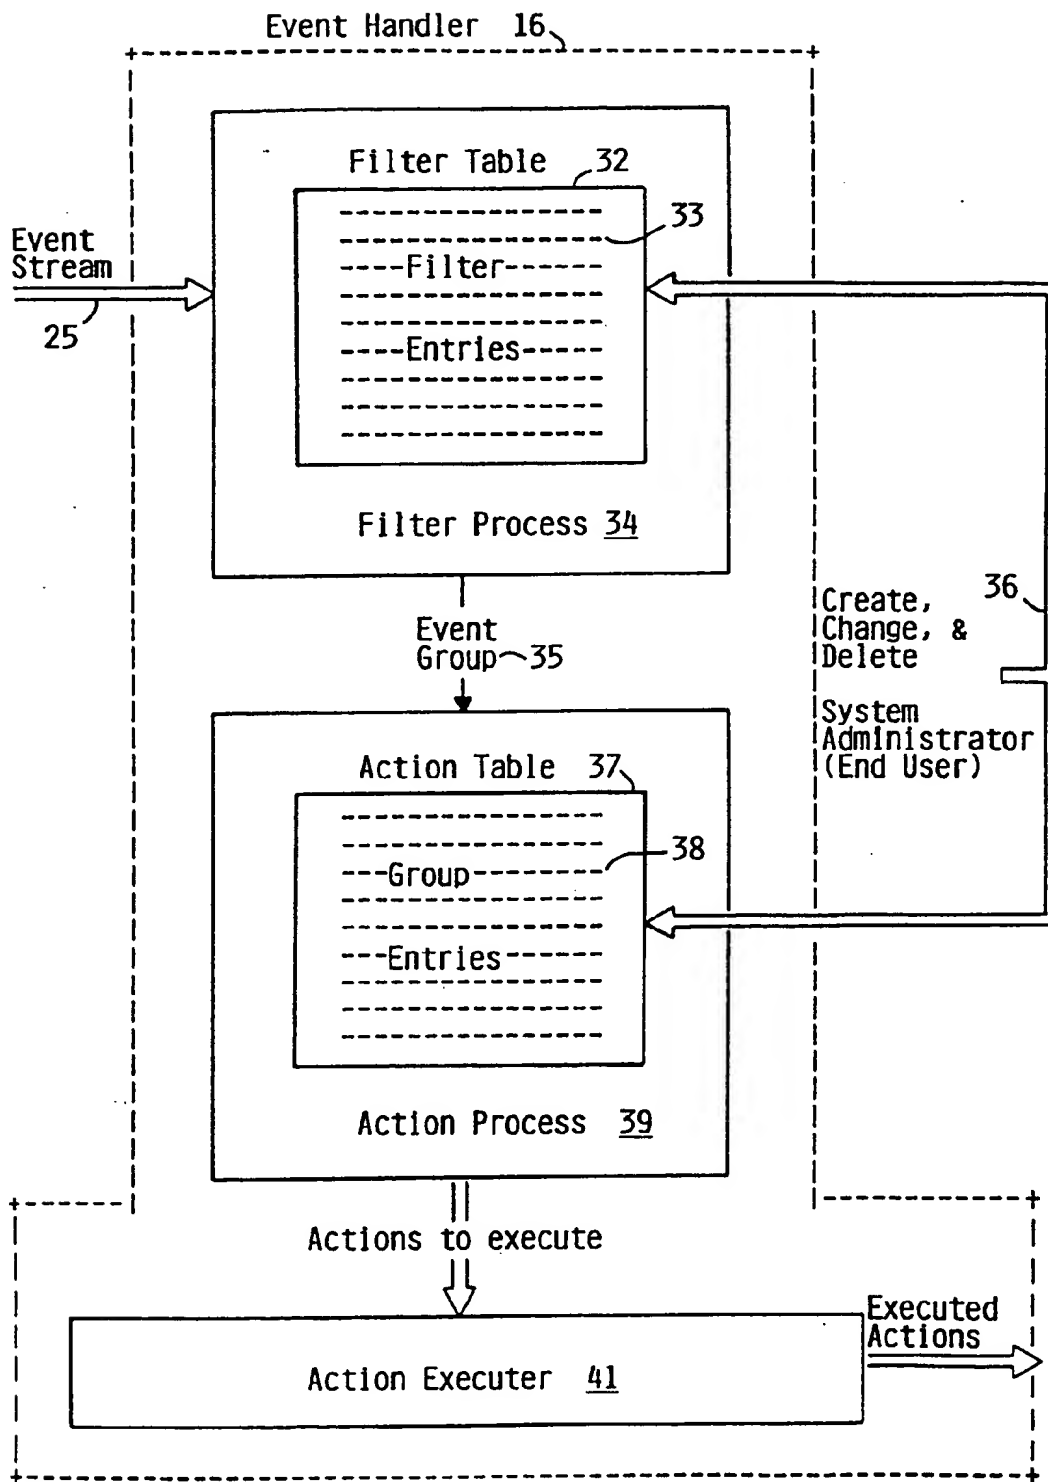 Event Handler 16
Filter Table 32
33
Event
Stream
25
Filter
Entries
Filter Process 34
Event
Group 35
36
Create,
Change, &
Delete
System
Administrator
(End User)
Action Table 37
38
Group
Entries
Action Process 39
Actions to execute
Executed
Actions
Action Executer 41